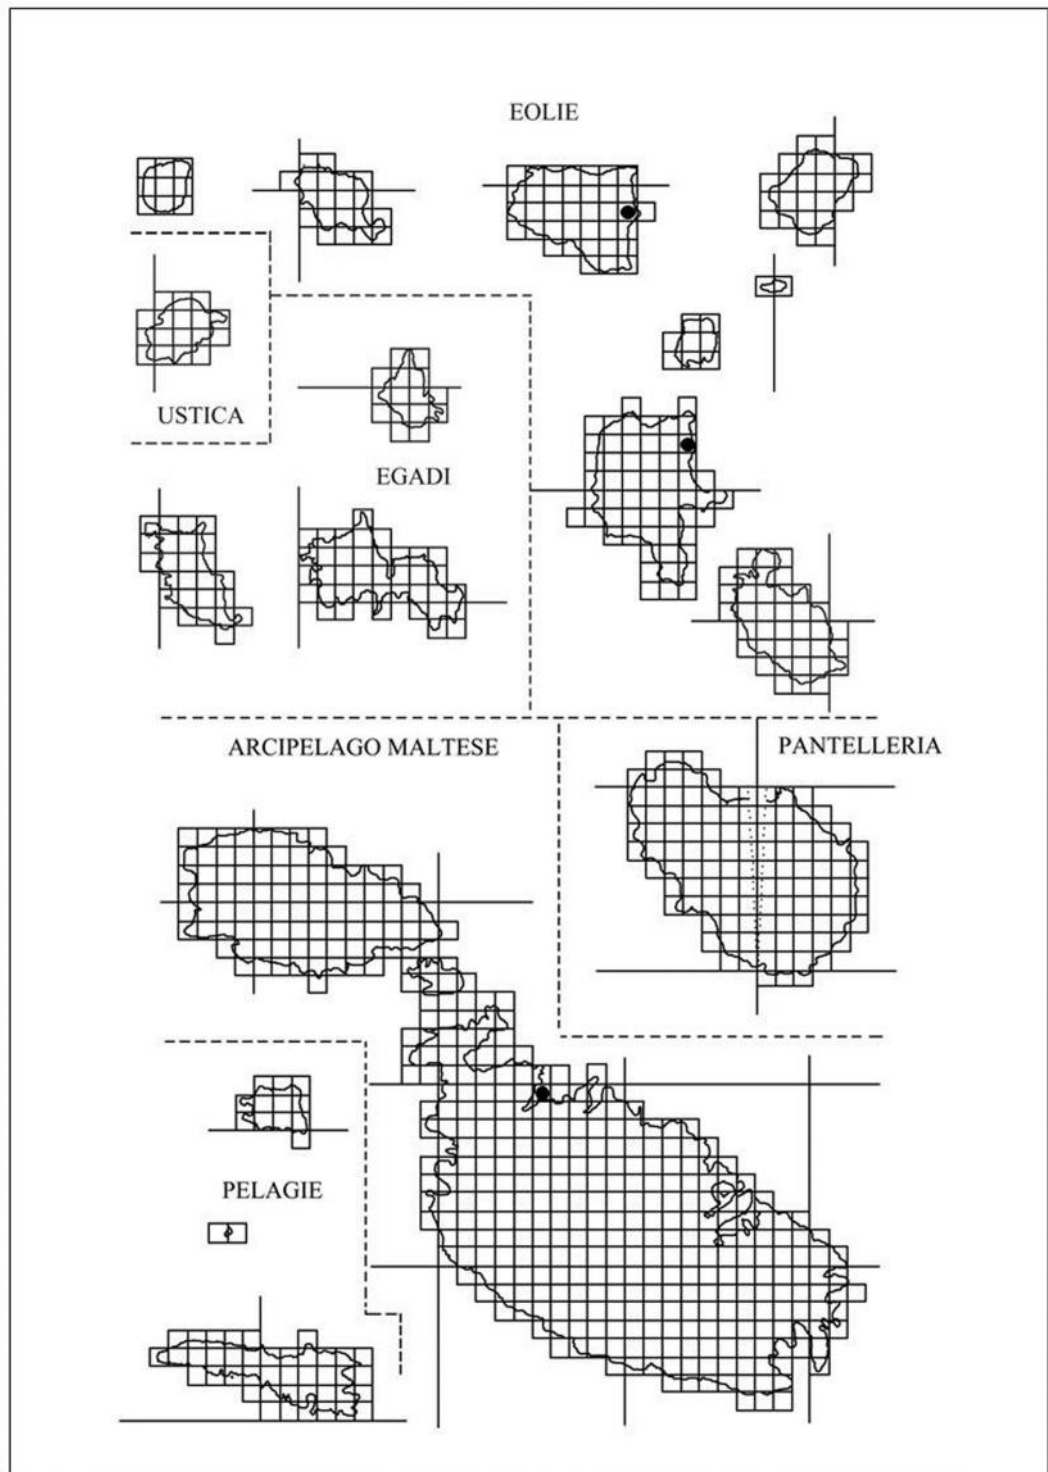 EOLIE
USTICA
EGADI
ARCIPELAGO MALTESE
PANTELLERIA
PELAGIE